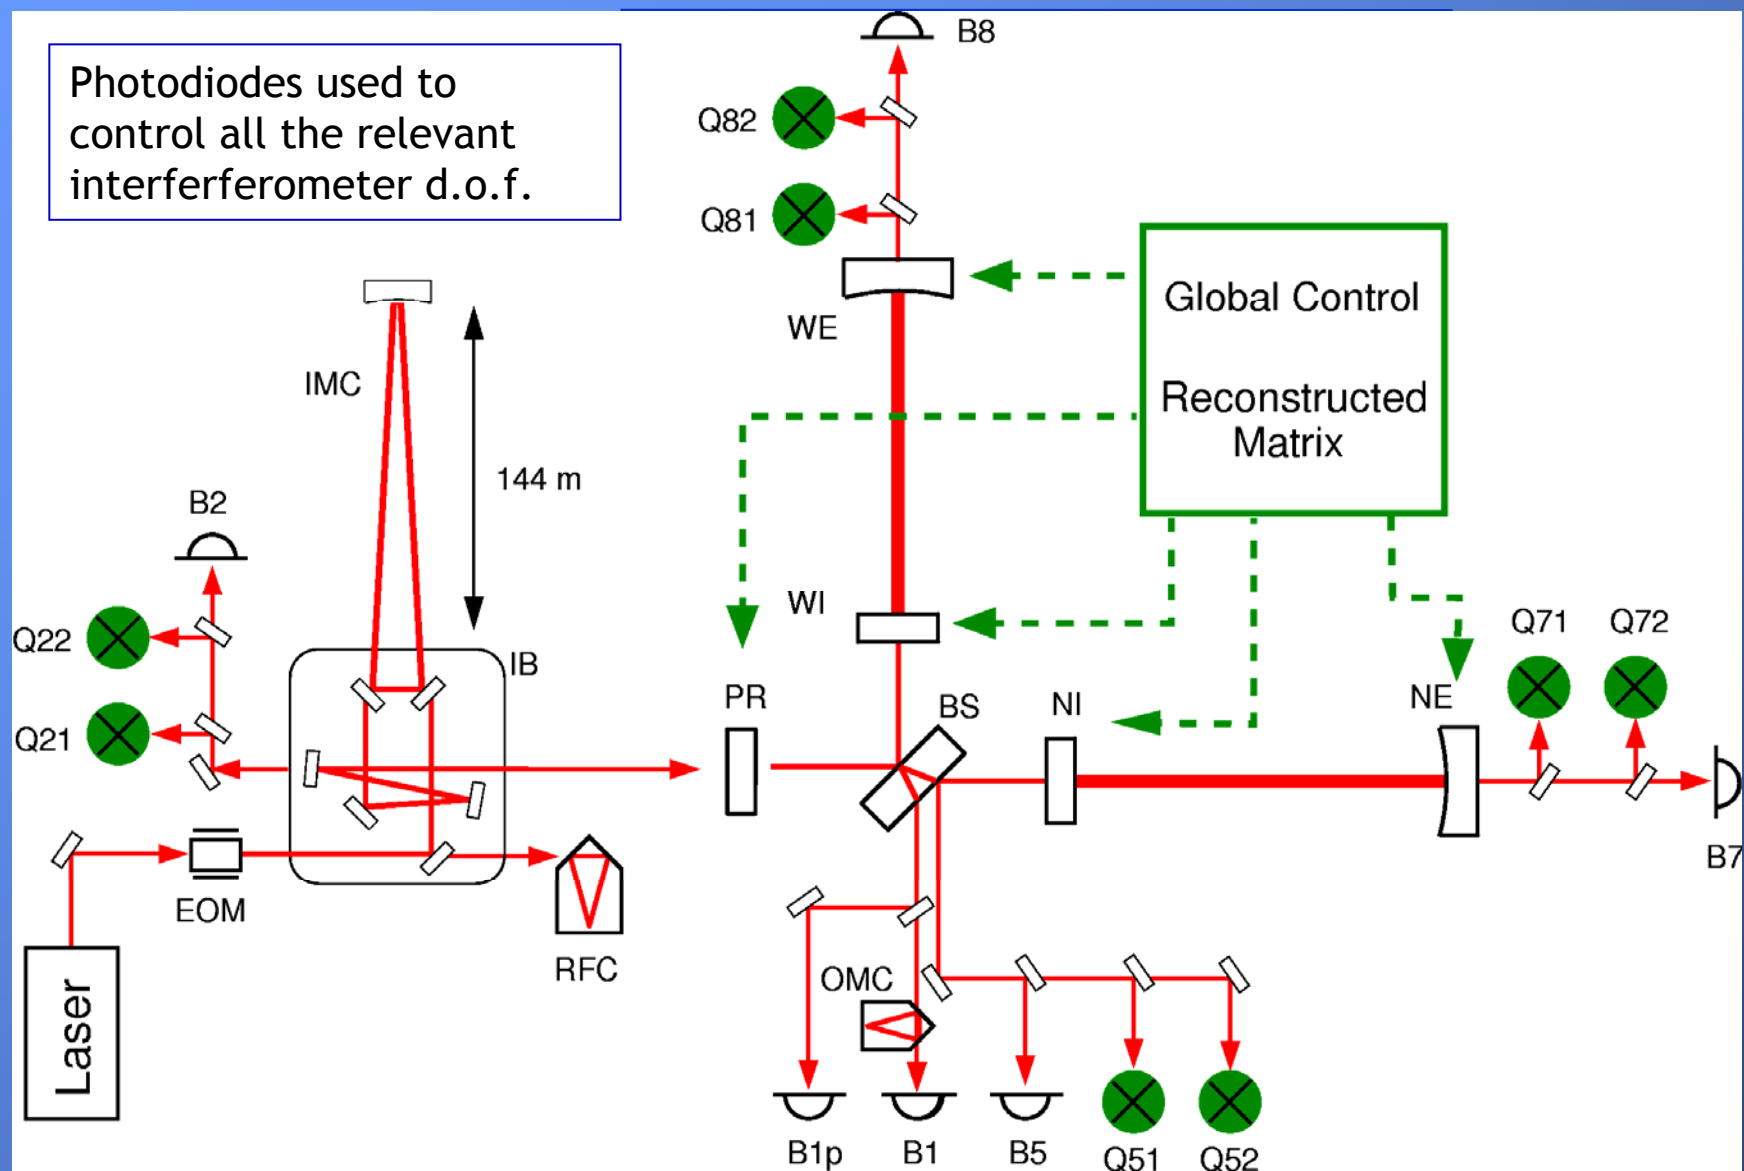 Photodiodes used to
control all the relevant
interferferometer d.o.f.
B8
Q82
Q81
WE
Global Control
Reconstructed
Matrix
IMC
144 m
B2
Q22
Q21
IB
WI
PR
BS
NI
NE
Q71
Q72
B7
EOM
RFC
Laser
OMC
B1p
B1
B5
Q51
Q52